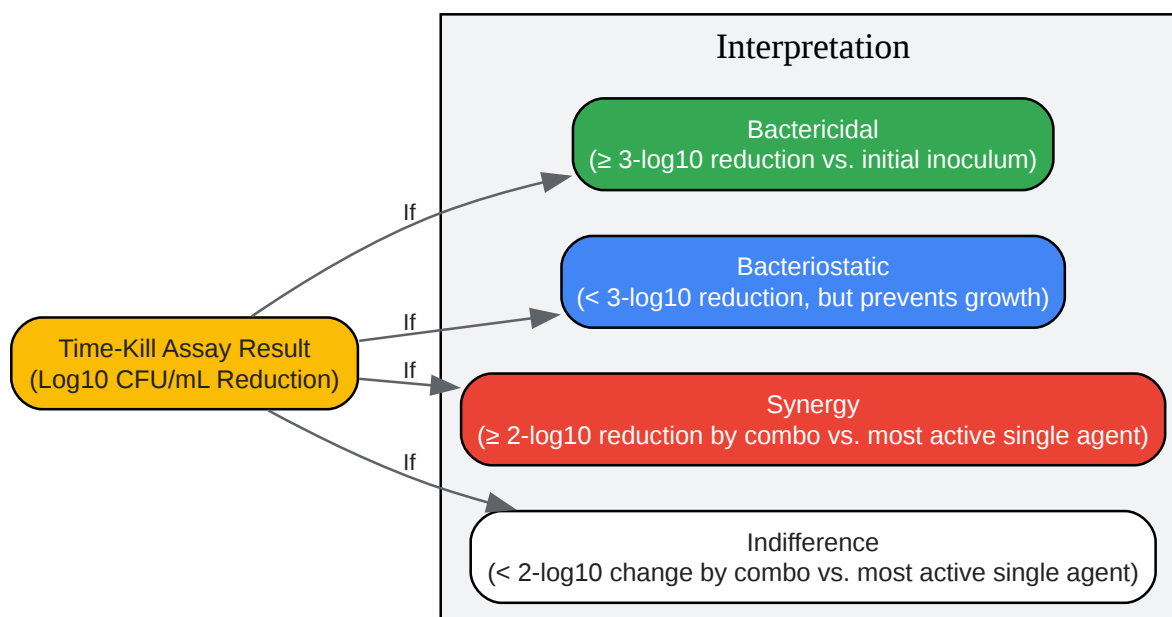 Interpretation
Bactericidal
(≥ 3-log10 reduction vs. initial inoculum)
If
Bacteriostatic
(< 3-log10 reduction, but prevents growth)
If
Time-Kill Assay Result
(Log10 CFU/mL Reduction)
If
Synergy
(≥ 2-log10 reduction by combo vs. most active single agent)
If
Indifference
(< 2-log10 change by combo vs. most active single agent)